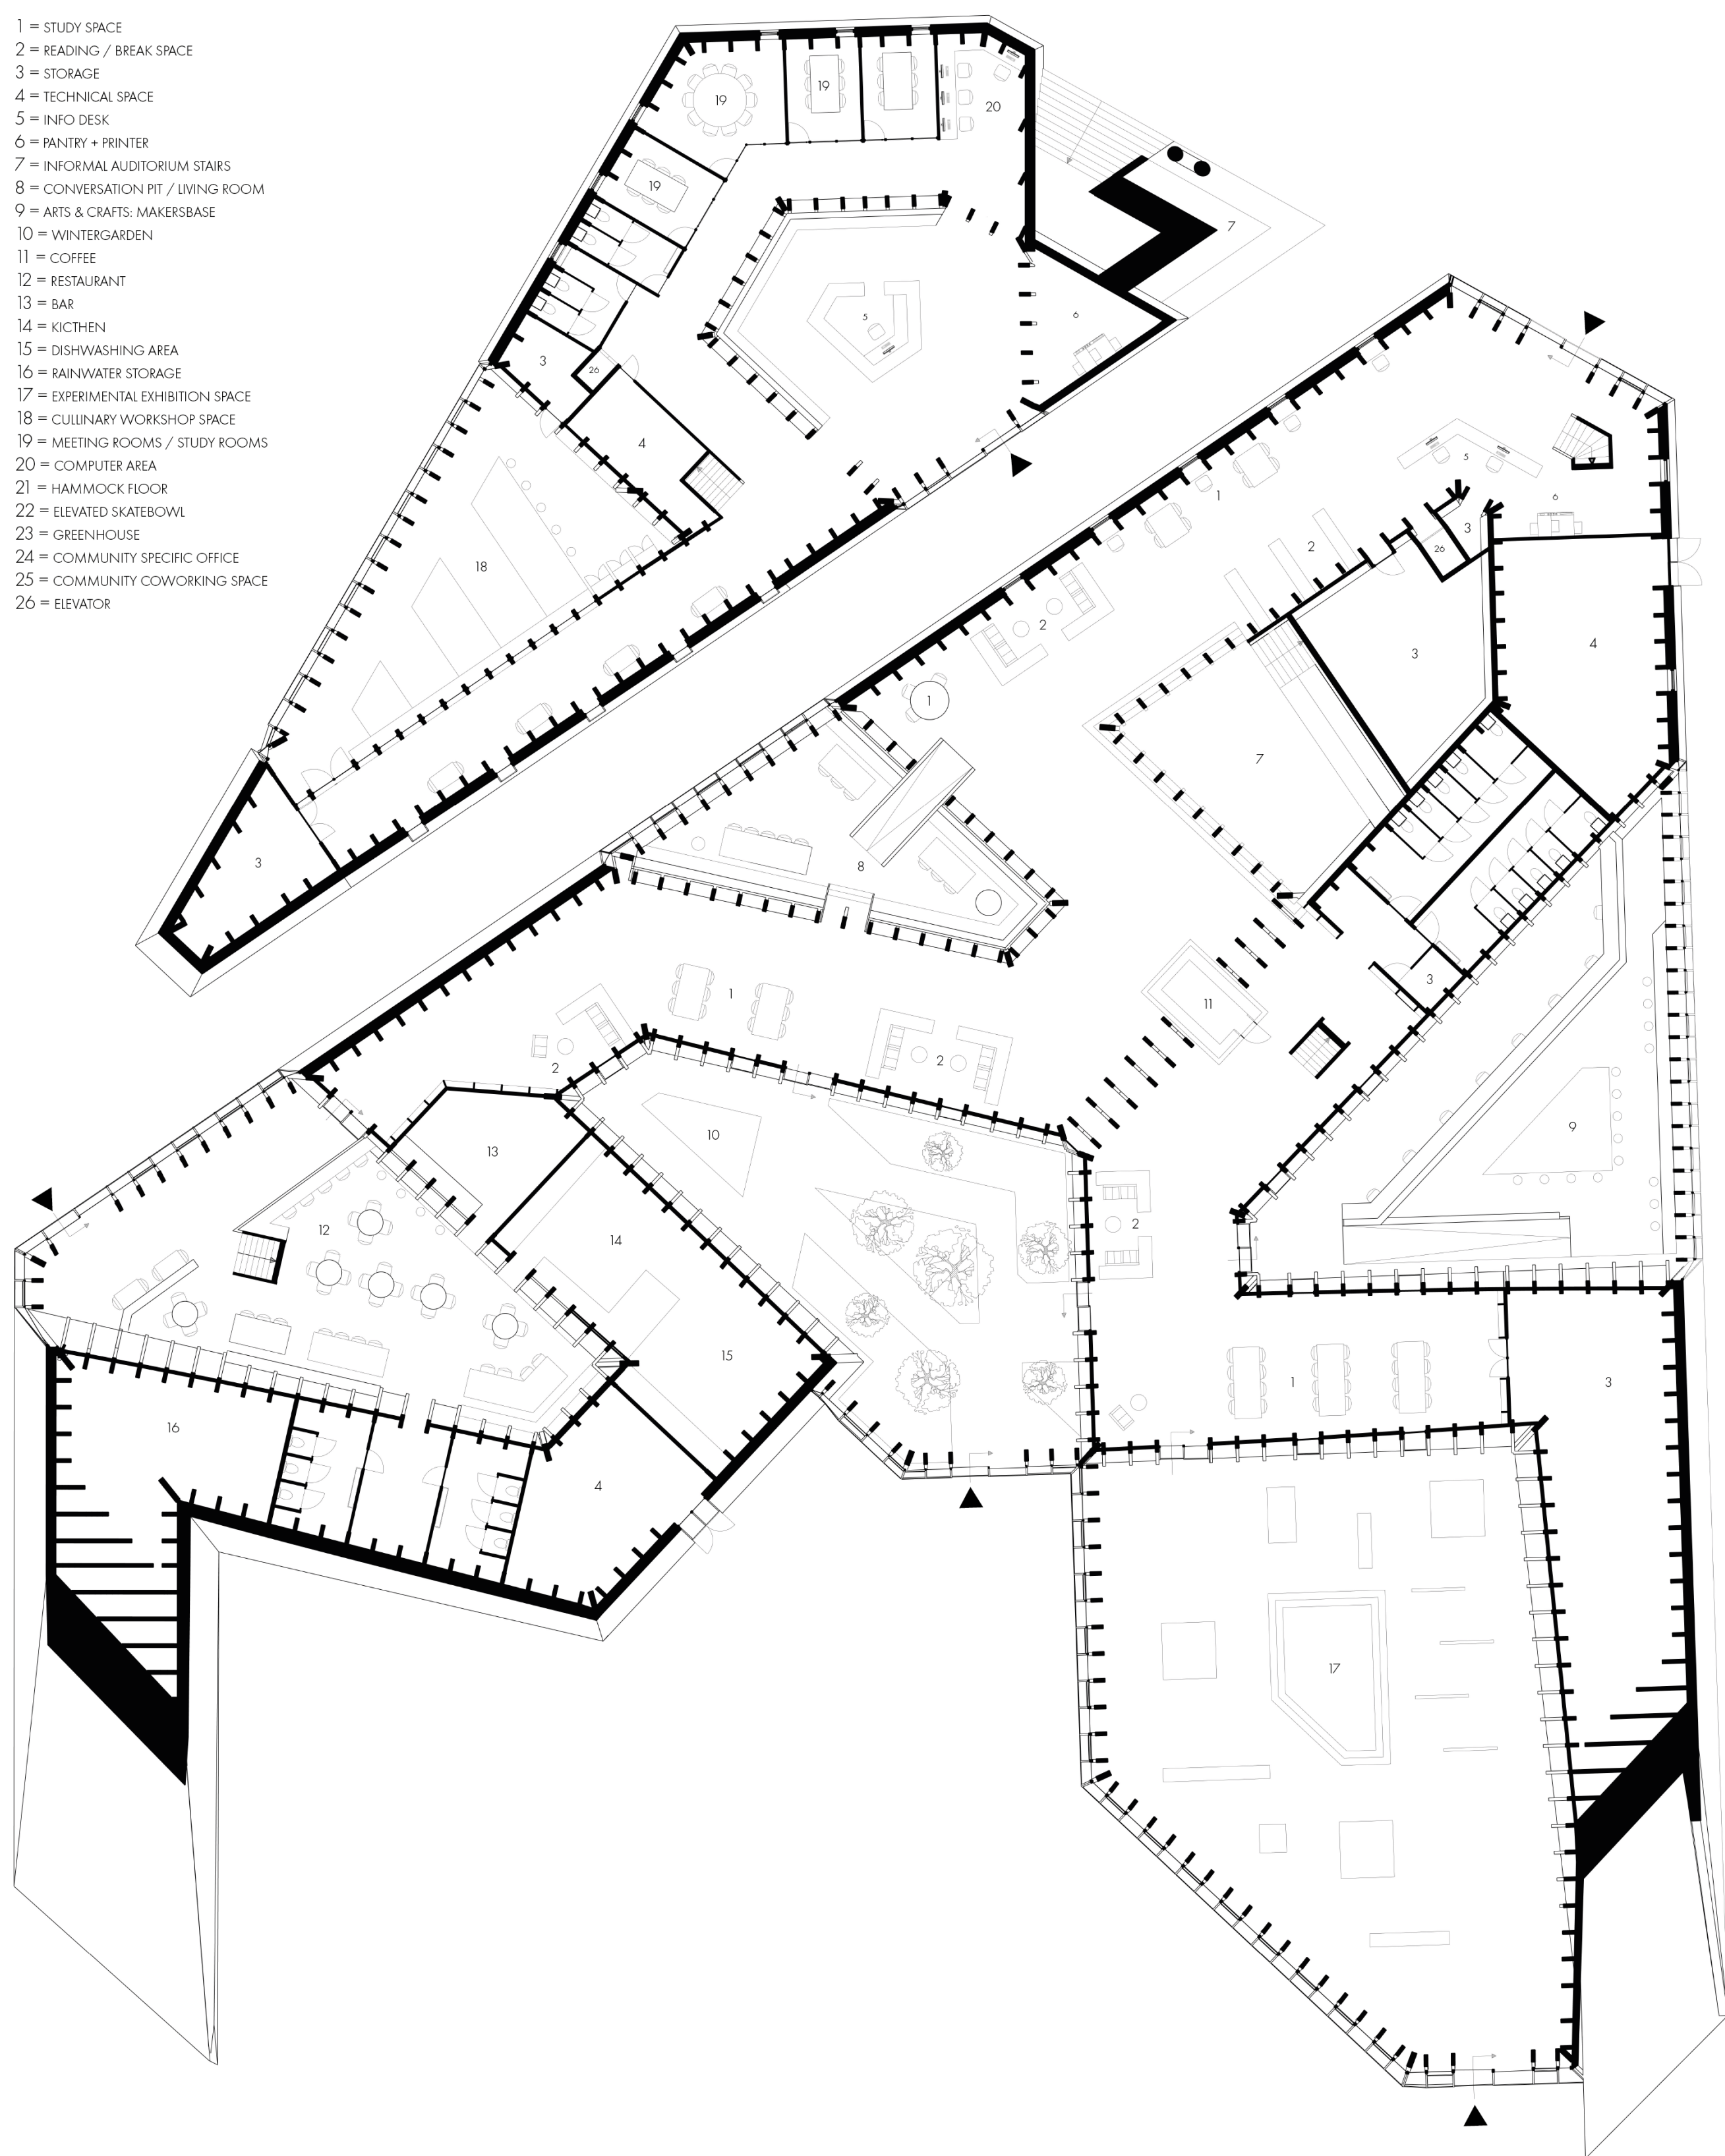 1 = STUDY SPACE
2 = READING / BREAK SPACE
3 = STORAGE
4 = TECHNICAL SPACE
5 = INFO DESK
6 = PANTRY + PRINTER
7 = INFORMAL AUDITORIUM STAIRS
8 = CONVERSATION PIT / LIVING ROOM
9 = ARTS & CRAFTS: MAKERSBASE
10 = WINTERGARDEN
11 = COFFEE
12 = RESTAURANT
13 = BAR
14 = KICTHEN
15 = DISHWASHING AREA
16 = RAINWATER STORAGE
17 = EXPERIMENTAL EXHIBITION SPACE
18 = CULLINARY WORKSHOP SPACE
19 = MEETING ROOMS / STUDY ROOMS
20 = COMPUTER AREA
21 = HAMMOCK FLOOR
22 = ELEVATED SKATEBOWL
23 = GREENHOUSE
24 = COMMUNITY SPECIFIC OFFICE
25 = COMMUNITY COWORKING SPACE
26 = ELEVATOR
19
19
20
19
7
5
6
3
26
4
18
3
5
1
6
3
2
26
2
3
4
1
7
8
3
1
11
2
2
9
10
13
2
12
14
15
1
3
16
4
17